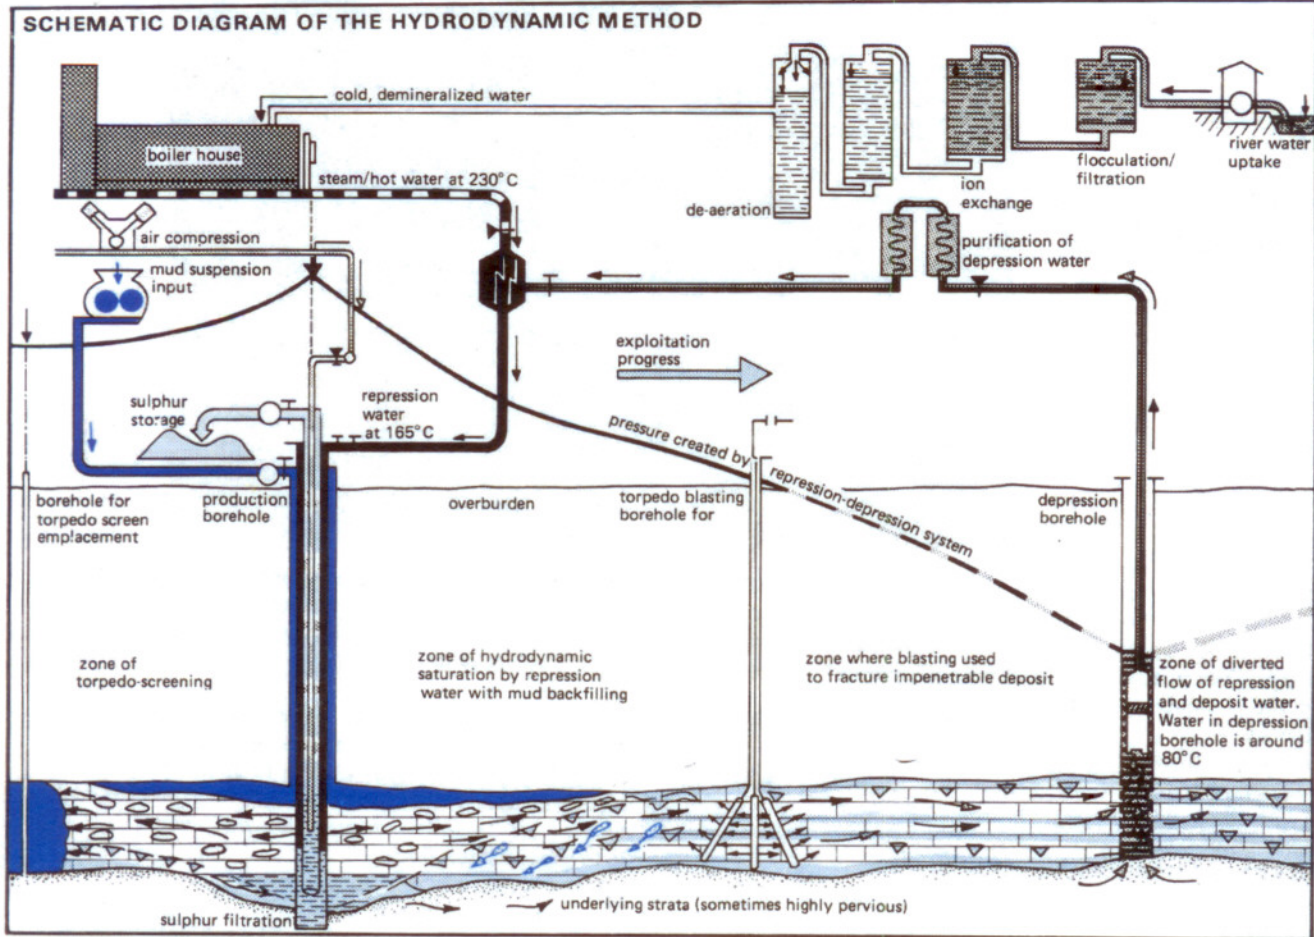 SCHEMATIC DIAGRAM OF THE HYDRODYNAMIC METHOD
cold, demineralized water
boiler house
steam/hot water at 230°C
de-aeration
ion
exchange
flocculation/
filtration
river water
uptake
air compression
mud suspension
input
purification of
depression water
exploitation
progress
sulphur
storage
repression
water
at 165°C
pressure created by repression-depression system
borehole for
torpedo screen
emplacement
production
borehole
overburden
torpedo blasting
borehole for
depression
borehole
zone of
torpedo-screening
zone of hydrodynamic
saturation by repression
water with mud backfilling
zone where blasting used
to fracture impenetrable deposit
zone of diverted
flow of repression
and deposit water.
Water in depression
borehole is around
80°C
sulphur filtration
underlying strata (sometimes highly pervious)